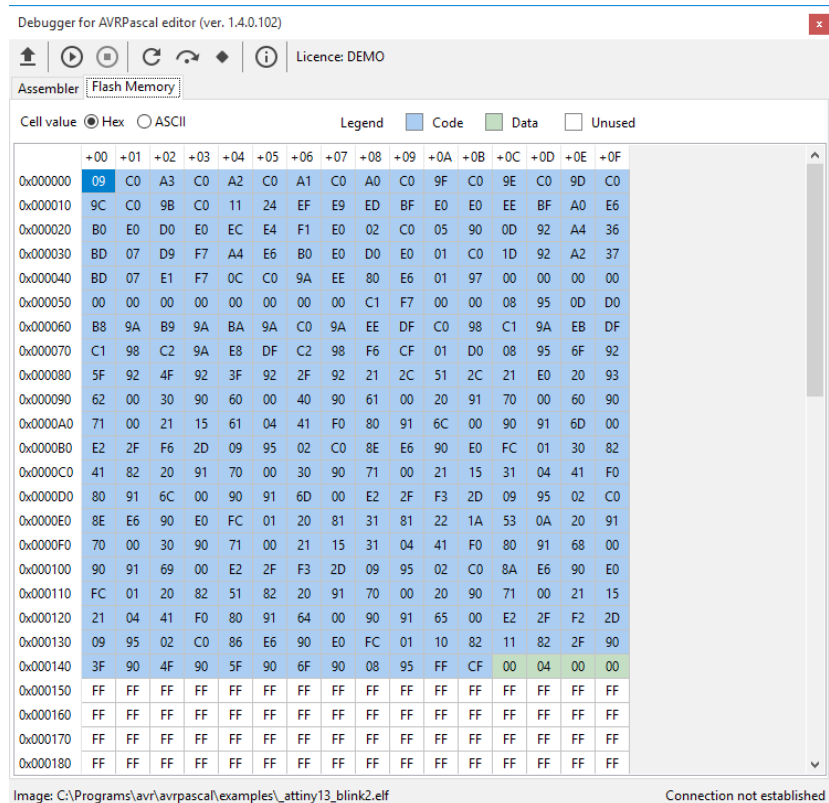 Debugger for AVRPascal editor (ver. 1.4.0.102)
Licence: DEMO
Assembler Flash Memory
Cell value Hex ASCII Legend Code Data Unused
+00 +01 +02 +03 +04 +05 +06 +07 +08 +09 +0A +0B +0C +0D +0E +0F
0x000000 09 C0 A3 C0 A2 C0 A1 C0 A0 C0 9F C0 9E C0 9D C0
0x000010 9C C0 9B C0 11 24 EF E9 ED BF E0 E0 EE BF A0 E6
0x000020 B0 E0 D0 E0 EC E4 F1 E0 02 C0 05 90 0D 92 A4 36
0x000030 BD 07 D9 F7 A4 E6 B0 E0 D0 E0 01 C0 1D 92 A2 37
0x000040 BD 07 E1 F7 0C C0 9A EE 80 E6 01 97 00 00 00 00
0x000050 00 00 00 00 00 00 00 00 C1 F7 00 00 08 95 0D D0
0x000060 B8 9A B9 9A BA 9A C0 9A EE DF C0 98 C1 9A EB DF
0x000070 C1 98 C2 9A E8 DF C2 98 F6 CF 01 D0 08 95 6F 92
0x000080 5F 92 4F 92 3F 92 2F 92 21 2C 51 2C 21 E0 20 93
0x000090 62 00 30 90 60 00 40 90 61 00 20 91 70 00 60 90
0x0000A0 71 00 21 15 61 04 41 F0 80 91 6C 00 90 91 6D 00
0x0000B0 E2 2F F6 2D 09 95 02 C0 8E E6 90 E0 FC 01 30 82
0x0000C0 41 82 20 91 70 00 30 90 71 00 21 15 31 04 41 F0
0x0000D0 80 91 6C 00 90 91 6D 00 E2 2F F3 2D 09 95 02 C0
0x0000E0 8E E6 90 E0 FC 01 20 81 31 81 22 1A 53 0A 20 91
0x0000F0 70 00 30 90 71 00 21 15 31 04 41 F0 80 91 68 00
0x000100 90 91 69 00 E2 2F F3 2D 09 95 02 C0 8A E6 90 E0
0x000110 FC 01 20 82 51 82 20 91 70 00 20 90 71 00 21 15
0x000120 21 04 41 F0 80 91 64 00 90 91 65 00 E2 2F F2 2D
0x000130 09 95 02 C0 86 E6 90 E0 FC 01 10 82 11 82 2F 90
0x000140 3F 90 4F 90 5F 90 6F 90 08 95 FF CF 00 04 00 00
0x000150 FF FF FF FF FF FF FF FF FF FF FF FF FF FF FF FF
0x000160 FF FF FF FF FF FF FF FF FF FF FF FF FF FF FF FF
0x000170 FF FF FF FF FF FF FF FF FF FF FF FF FF FF FF FF
0x000180 FF FF FF FF FF FF FF FF FF FF FF FF FF FF FF FF
Image: C:\Programs\avr\avrpascal\examples\_attiny13_blink2.elf Connection not established